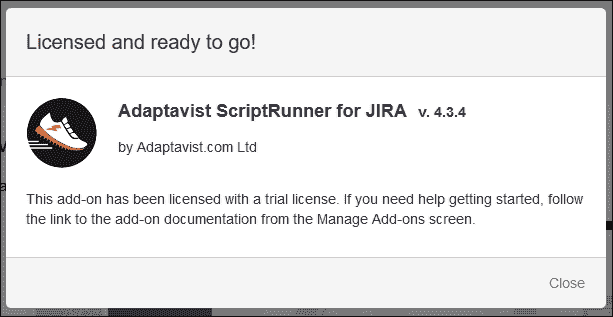 Licensed and ready to go!
Adaptavist ScriptRunner for JIRA v. 4.3.4
by Adaptavist.com Ltd
This add-on has been licensed with a trial license. If you need help getting started, follow
the link to the add-on documentation from the Manage Add-ons screen.
Close